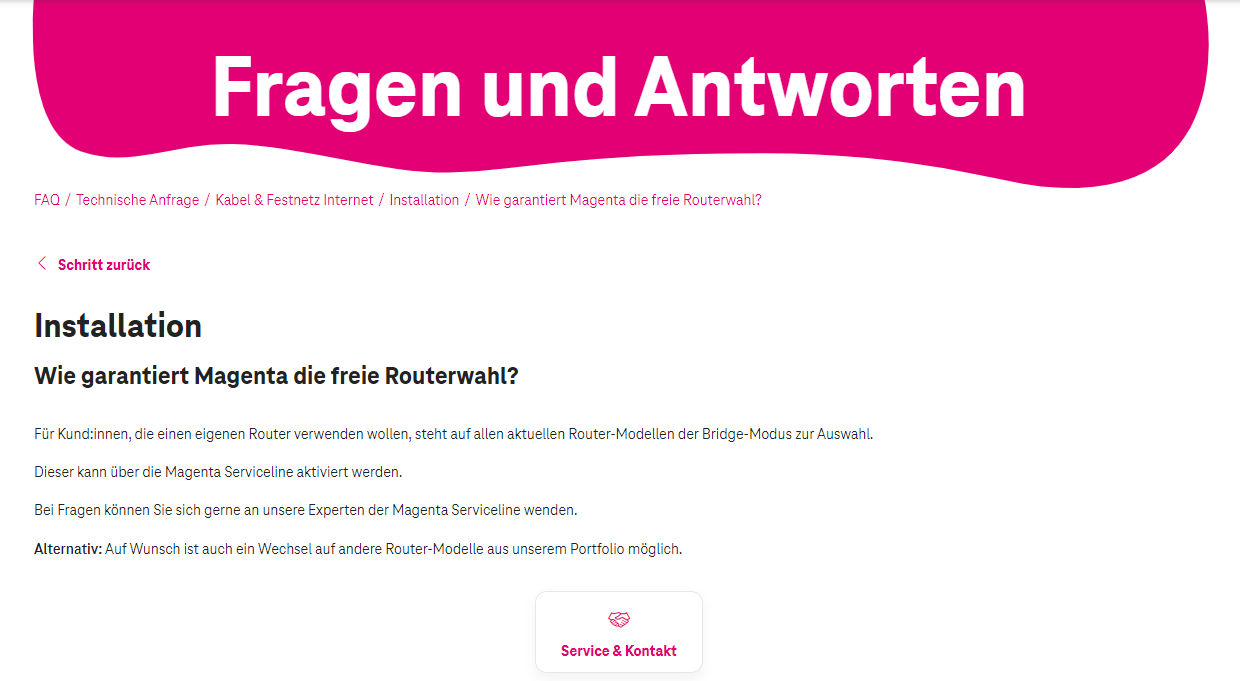 Fragen und Antworten
FAQ / Technische Anfrage / Kabel & Festnetz Internet / Installation / Wie garantiert Magenta die freie Routerwahl?
Schritt zurück
Installation
Wie garantiert Magenta die freie Routerwahl?
Für Kund:innen, die einen eigenen Router verwenden wollen, steht auf allen aktuellen Router-Modellen der Bridge-Modus zur Auswahl.
Dieser kann über die Magenta Serviceline aktiviert werden.
Bei Fragen können Sie sich gerne an unsere Experten der Magenta Serviceline wenden.
Alternativ: Auf Wunsch ist auch ein Wechsel auf andere Router-Modelle aus unserem Portfolio möglich.
Service & Kontakt